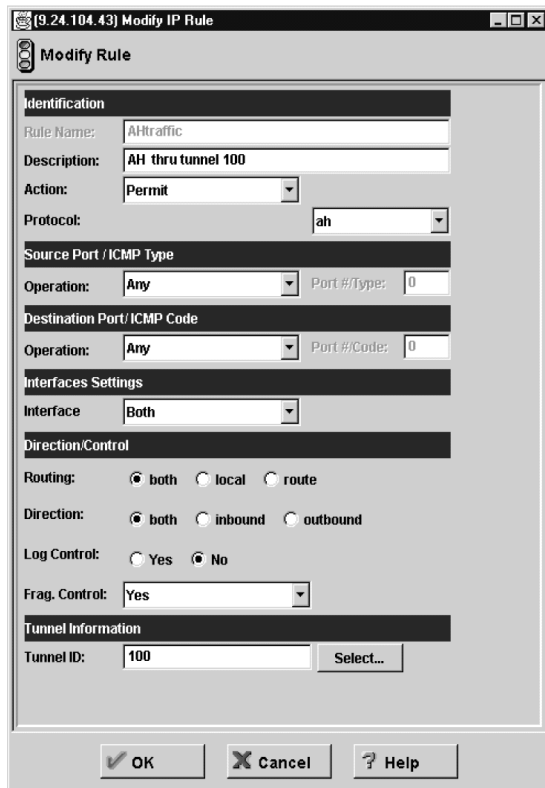 (9.24.104.43) Modify IP Rule
Modify Rule
Identification
Rule Name: AHtraffic
Description: AH thru tunnel 100
Action: Permit
Protocol: ah
Source Port / ICMP Type
Operation: Any Port #/Type: 0
Destination Port/ ICMP Code
Operation: Any Port #/Code: 0
Interfaces Settings
Interface Both
Direction/Control
Routing: both local route
Direction: both inbound outbound
Log Control: Yes No
Frag. Control: Yes
Tunnel Information
Tunnel ID: 100 Select...
OK Cancel ? Help